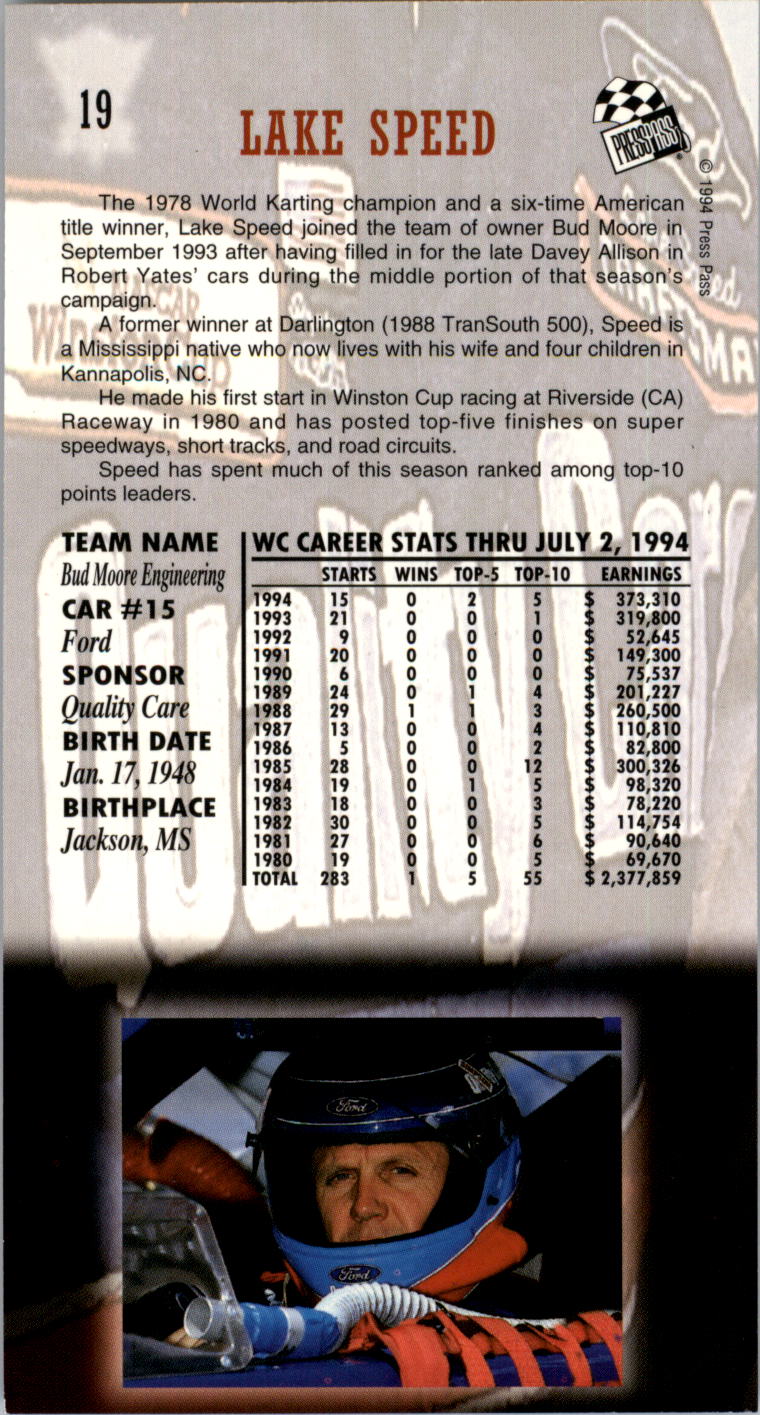 19
LAKE SPEED
PRESS PASS
© 1994 Press Pass
The 1978 World Karting champion and a six-time American
title winner, Lake Speed joined the team of owner Bud Moore in
September 1993 after having filled in for the late Davey Allison in
Robert Yates' cars during the middle portion of that season's
campaign.
A former winner at Darlington (1988 TranSouth 500), Speed is
a Mississippi native who now lives with his wife and four children in
Kannapolis, NC.
He made his first start in Winston Cup racing at Riverside (CA)
Raceway in 1980 and has posted top-five finishes on super
speedways, short tracks, and road circuits.
Speed has spent much of this season ranked among top-10
points leaders.
TEAM NAME
Bud Moore Engineering
CAR #15
Ford
SPONSOR
Quality Care
BIRTH DATE
Jan. 17, 1948
BIRTHPLACE
Jackson, MS
WC CAREER STATS THRU JULY 2, 1994
STARTS WINS TOP-5 TOP-10 EARNINGS
1994 15 0 2 5 $ 373,310
1993 21 0 0 1 $ 319,800
1992 9 0 0 0 $ 52,645
1991 20 0 0 0 $ 149,300
1990 6 0 0 0 $ 75,537
1989 24 0 1 4 $ 201,227
1988 29 1 1 3 $ 260,500
1987 13 0 0 4 $ 110,810
1986 5 0 0 2 $ 82,800
1985 28 0 0 12 $ 300,326
1984 19 0 1 5 $ 98,320
1983 18 0 0 3 $ 78,220
1982 30 0 0 5 $ 114,754
1981 27 0 0 6 $ 90,640
1980 19 0 0 5 $ 69,670
TOTAL 283 1 5 55 $ 2,377,859
Quality Car
Ford
Ford